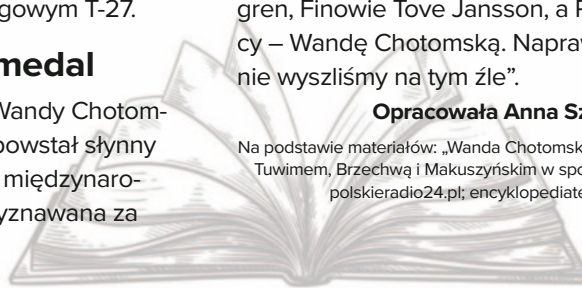 gowym T-27.
medal
Wandy Chotom-
powstał słynny
międzynaro-
yznawana za
gren, Finowie Tove Jansson, a P
cy – Wandę Chotomską. Napraw
nie wyszliśmy na tym źle”.
Opracowała Anna Sz
Na podstawie materiałów: „Wanda Chotomsk
Tuwimem, Brzechwą i Makuszyńskim w spo
polskieradio24.pl; encyklopediate